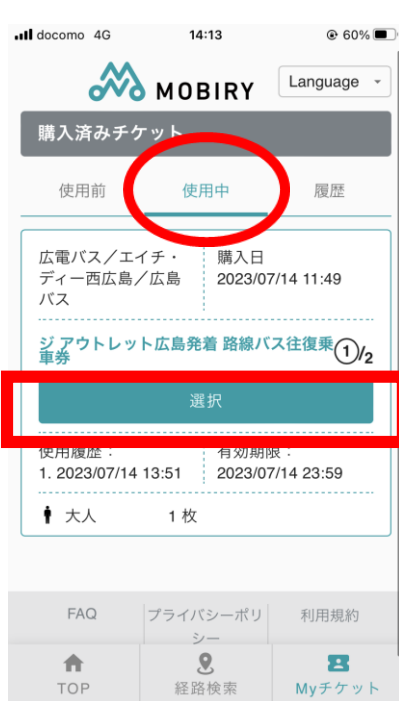 docomo 4G 14:13 60%
MOBIRY Language
購入済みチケット
使用前 使用中 履歴
広電バス／エイチ・
ディー西広島／広島
バス
購入日
2023/07/14 11:49
ジ アウトレット広島発着 路線バス往復乗
車券
1/2
選択
使用履歴：
1. 2023/07/14 13:51
有効期限：
2023/07/14 23:59
大人 1 枚
FAQ プライバシーポリ 利用規約
シー
TOP 経路検索 Myチケット